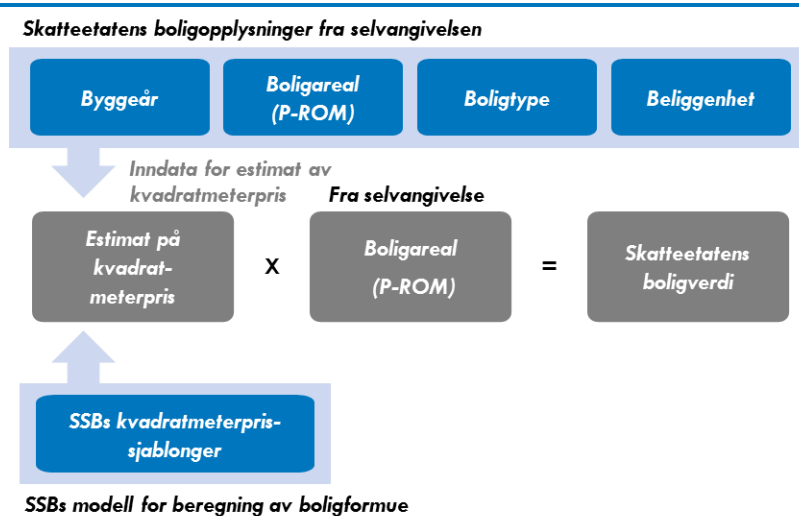 Skatteetatens boligopplysninger fra selvangivelsen
Byggeår
Boligareal
(P-ROM)
Boligtype
Beliggenhet
Inndata for estimat av
kvadratmeterpris
Fra selvangivelse
Estimat på
kvadrat-
meterpris
X
Boligareal
(P-ROM)
=
Skatteetatens
boligverdi
SSBs kvadratmeterpris-
sjablonger
SSBs modell for beregning av boligformue